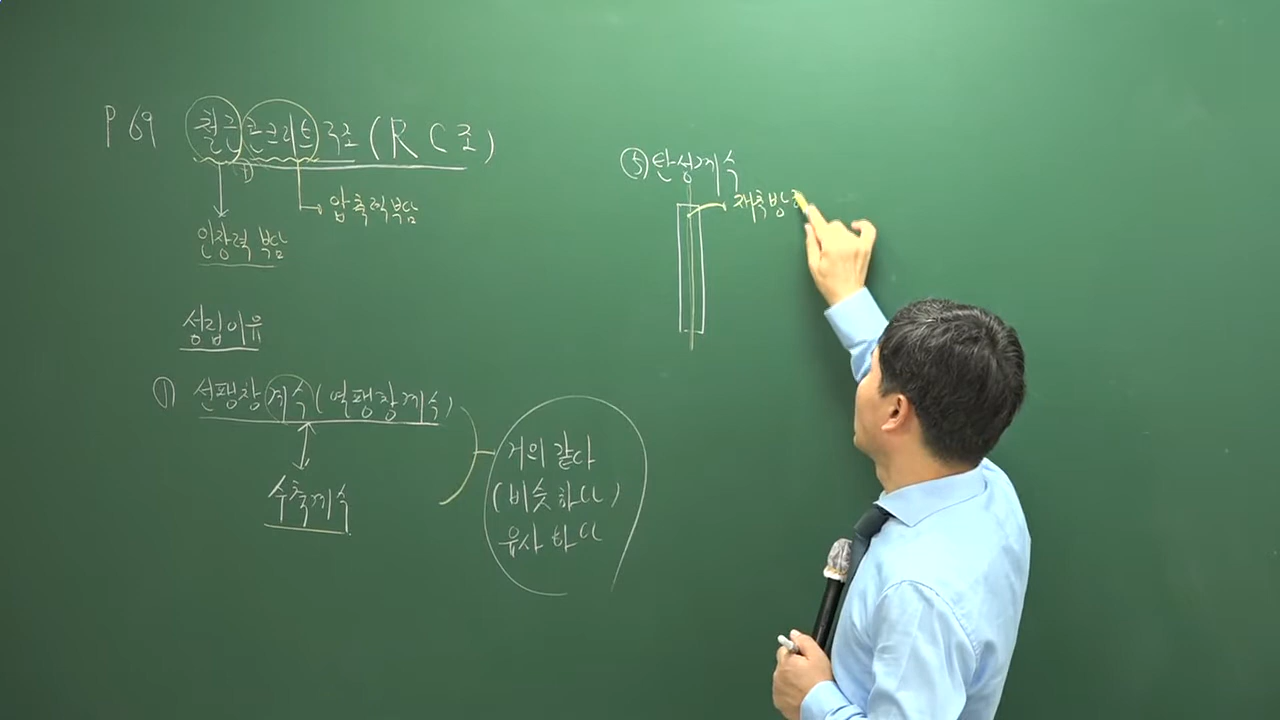 P 69 철근콘크리트 구조 (RC조)
+
압축력 부담
인장력 부담
성립이유
① 선팽창계수 (열팽창계수)
수축계수
거의 같다
(비슷하다)
유사하다
⑤ 탄성계수
재축방